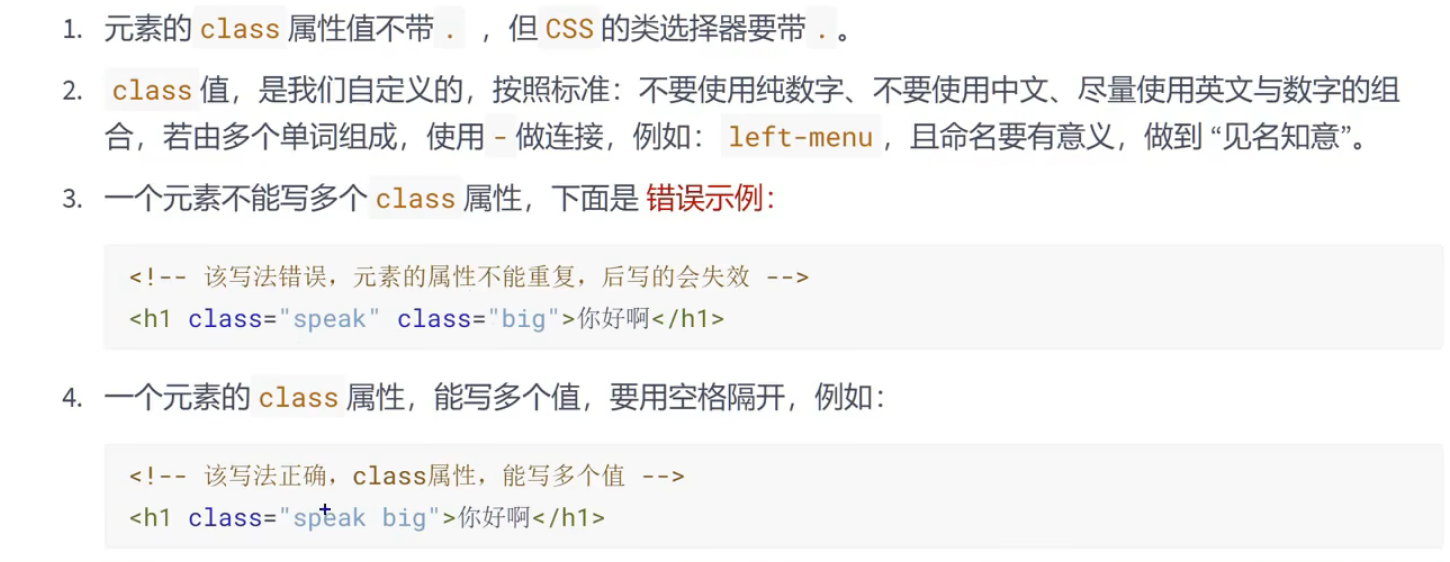 1. 元素的 class 属性值不带 . ，但 CSS 的类选择器要带 . 。
2. class 值，是我们自定义的，按照标准：不要使用纯数字、不要使用中文、尽量使用英文与数字的组
合，若由多个单词组成，使用 - 做连接，例如： left-menu ，且命名要有意义，做到 “见名知意”。
3. 一个元素不能写多个 class 属性，下面是 错误示例：
<!-- 该写法错误，元素的属性不能重复，后写的会失效 -->
<h1 class="speak" class="big">你好啊</h1>
4. 一个元素的 class 属性，能写多个值，要用空格隔开，例如：
<!-- 该写法正确，class属性，能写多个值 -->
<h1 class="speak big">你好啊</h1>